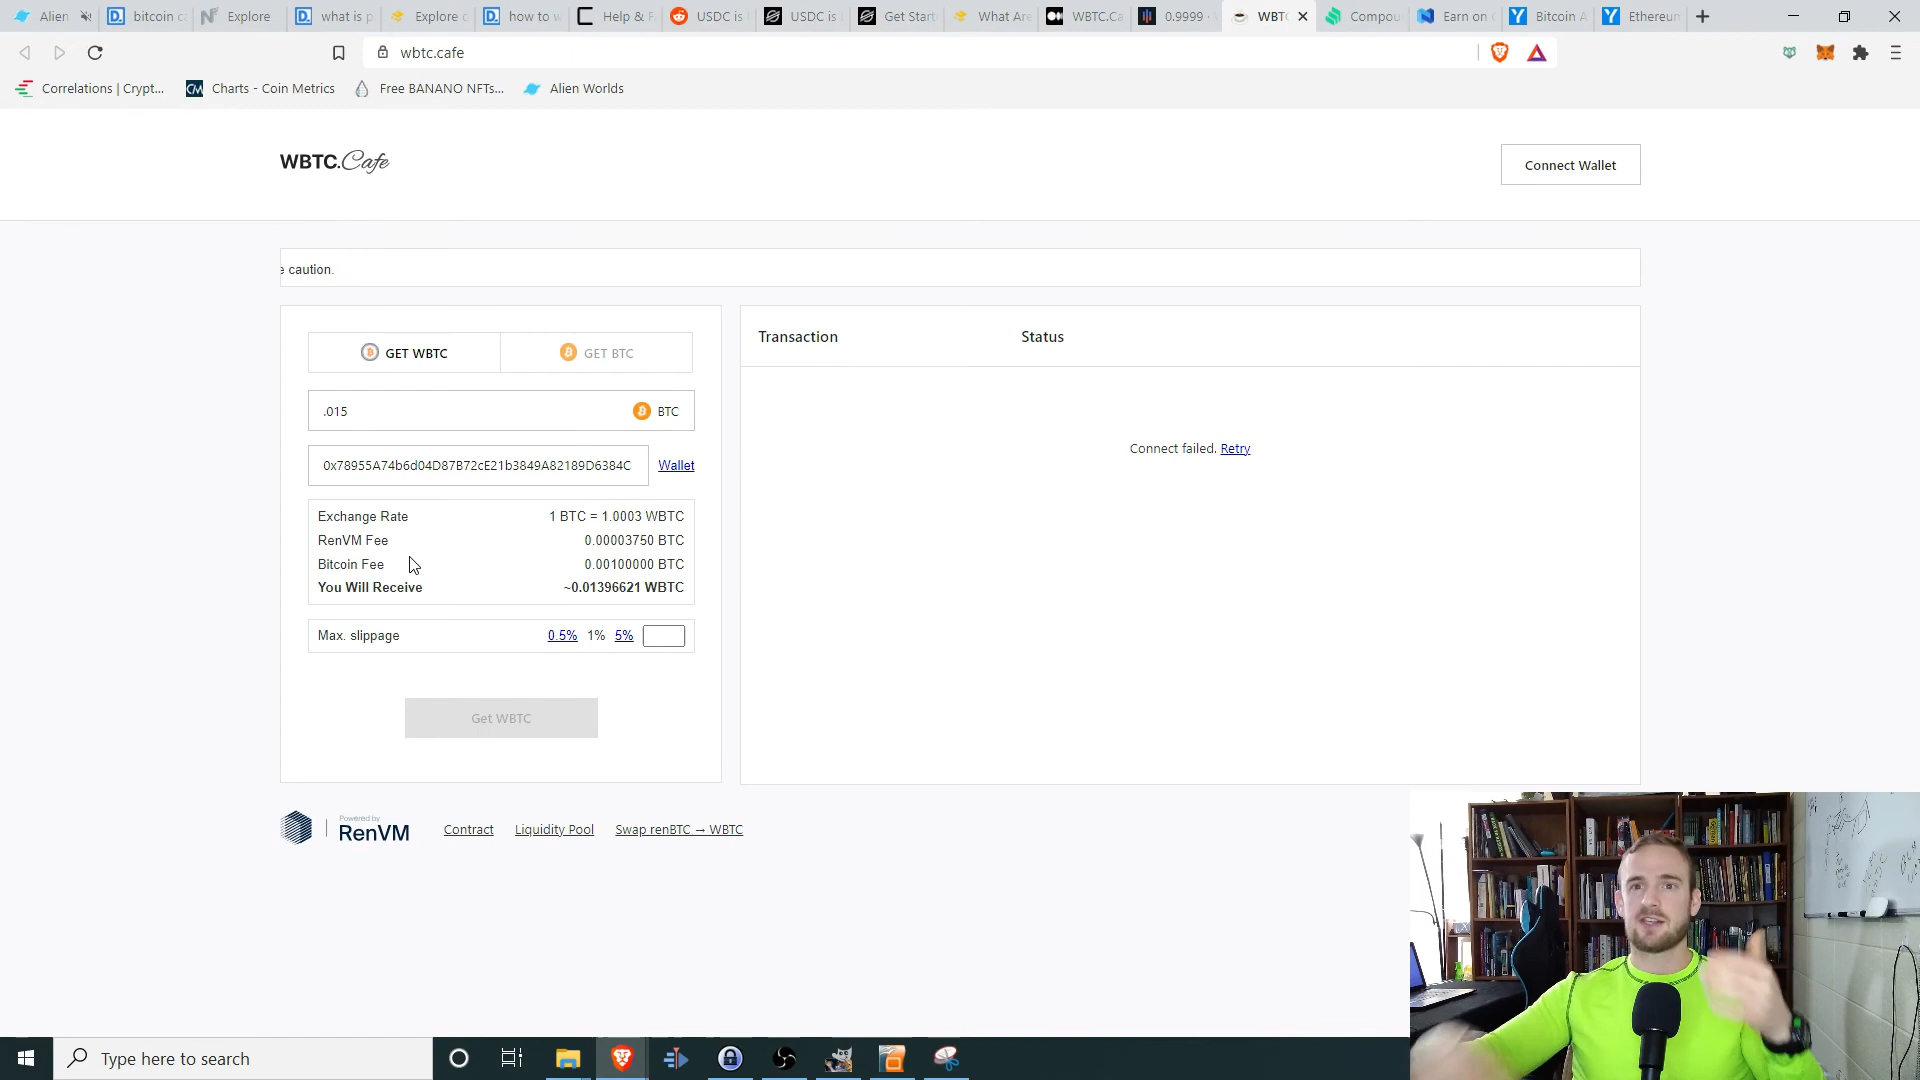 Alien
bitcoin ca
Explore
what is p
Explore c
how to w
Help & F
USDC is
USDC is
Get Start
What Are
WBTC.Ca
0.9999 ·
WBTC
Compou
Earn on
Bitcoin A
Ethereum
wbtc.cafe
Correlations | Crypt...
Charts - Coin Metrics
Free BANANO NFTs...
Alien Worlds
WBTC.Cafe
Connect Wallet
e caution.
GET WBTC
GET BTC
Transaction
Status
.015
BTC
0x78955A74b6d04D87B72cE21b3849A82189D6384C
Wallet
Connect failed. Retry
Exchange Rate 1 BTC = 1.0003 WBTC
RenVM Fee 0.00003750 BTC
Bitcoin Fee 0.00100000 BTC
You Will Receive ~0.01396621 WBTC
Max. slippage 0.5% 1% 5%
Get WBTC
Powered by
RenVM
Contract
Liquidity Pool
Swap renBTC → WBTC
Type here to search